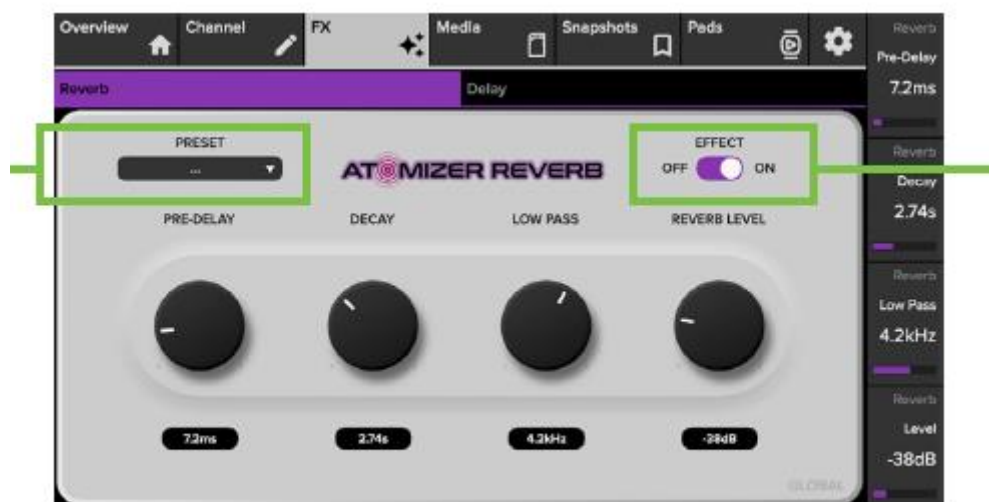 Overview Channel FX Media Snapshots Pads
Reverb Delay
PRESET
...
ATOMIZER REVERB
EFFECT
OFF ON
PRE-DELAY DECAY LOW PASS REVERB LEVEL
7.2ms 2.74s 4.2kHz -38dB
GLOBAL
Reverb
Pre-Delay
7.2ms
Reverb
Decay
2.74s
Reverb
Low Pass
4.2kHz
Reverb
Level
-38dB